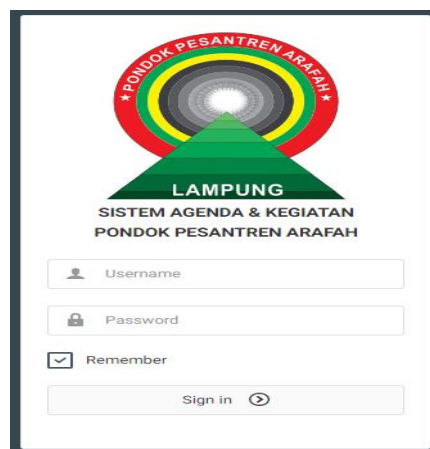 PONDOK PESANTREN ARAFAH
LAMPUNG
SISTEM AGENDA & KEGIATAN
PONDOK PESANTREN ARAFAH
Username
Password
Remember
Sign in